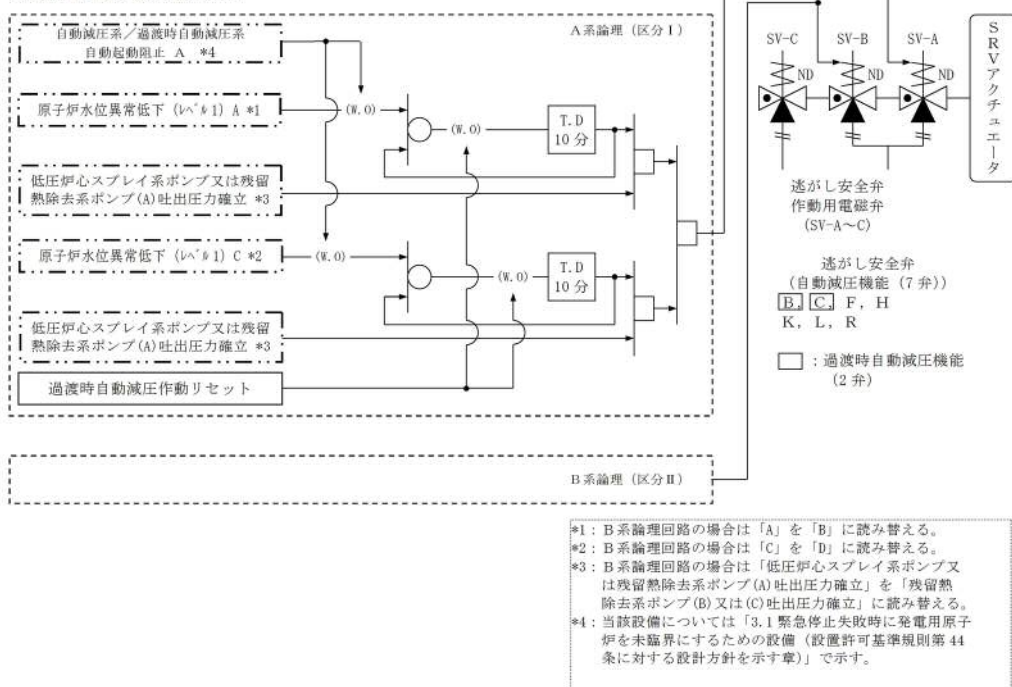 自動減圧系/過渡時自動減圧系
自動起動阻止 A *4
A系論理(区分Ⅰ)
原子炉水位異常低下(ﾚﾍﾞﾙ1)A *1
(W.O)
(W.O)
T.D
10分
低圧炉心スプレイ系ポンプ又は残留
熱除去系ポンプ(A)吐出圧力確立 *3
原子炉水位異常低下(ﾚﾍﾞﾙ1)C *2
(W.O)
(W.O)
T.D
10分
低圧炉心スプレイ系ポンプ又は残留
熱除去系ポンプ(A)吐出圧力確立 *3
過渡時自動減圧作動リセット
B系論理(区分Ⅱ)
SV-C
SV-B
SV-A
ND
ND
ND
SRVアクチュエータ
逃がし安全弁
作動用電磁弁
(SV-A~C)
逃がし安全弁
(自動減圧機能(7弁))
B, C, F, H
K, L, R
:過渡時自動減圧機能
(2弁)
*1:B系論理回路の場合は「A」を「B」に読み替える。
*2:B系論理回路の場合は「C」を「D」に読み替える。
*3:B系論理回路の場合は「低圧炉心スプレイ系ポンプ又
は残留熱除去系ポンプ(A)吐出圧力確立」を「残留熱
除去系ポンプ(B)又は(C)吐出圧力確立」に読み替える。
*4:当該設備については「3.1 緊急停止失敗時に発電用原子
炉を未臨界にするための設備(設置許可基準規則第44
条に対する設計方針を示す章)」で示す。